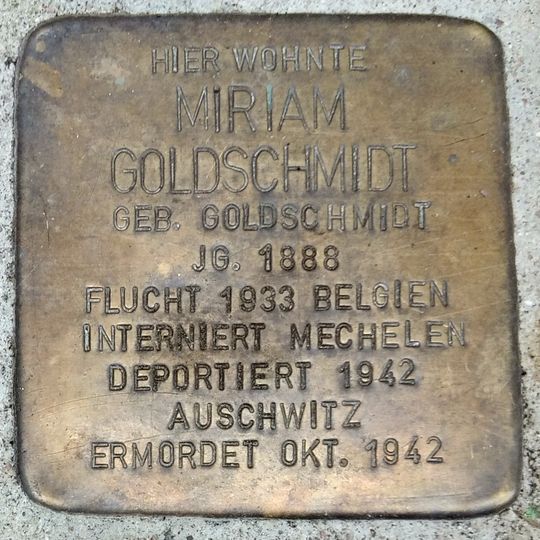 HIER WOHNTE
MIRIAM
GOLDSCHMIDT
GEB. GOLDSCHMIDT
JG. 1888
FLUCHT 1933 BELGIEN
INTERNIERT MECHELEN
DEPORTIERT 1942
AUSCHWITZ
ERMORDET OKT. 1942